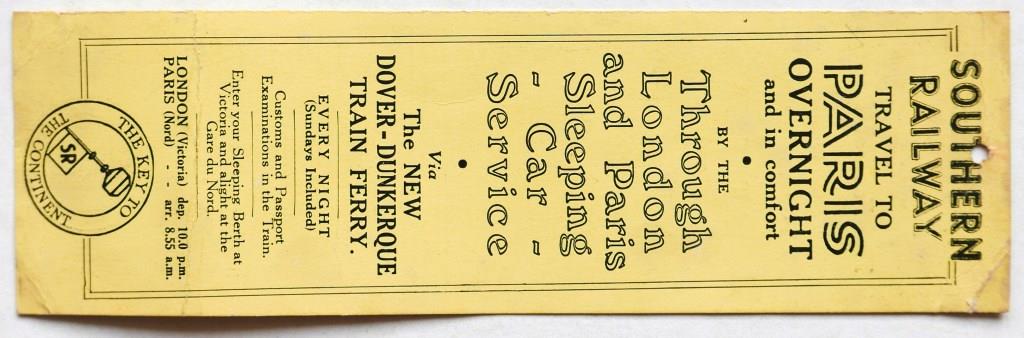 SOUTHERN
RAILWAY
TRAVEL TO
PARIS
OVERNIGHT
and in comfort
•
BY THE
Through
London
and Paris
Sleeping
- Car -
Service
•
Via
The NEW
DOVER-DUNKERQUE
TRAIN FERRY.
EVERY NIGHT
(Sundays Included)
Customs and Passport
Examinations in the Train.
Enter your Sleeping Berth at
Victoria and alight at the
Gare du Nord.
LONDON (Victoria) dep. 10.0 p.m.
PARIS (Nord) - - arr. 8.55 a.m.
THE KEY TO
THE CONTINENT
SR